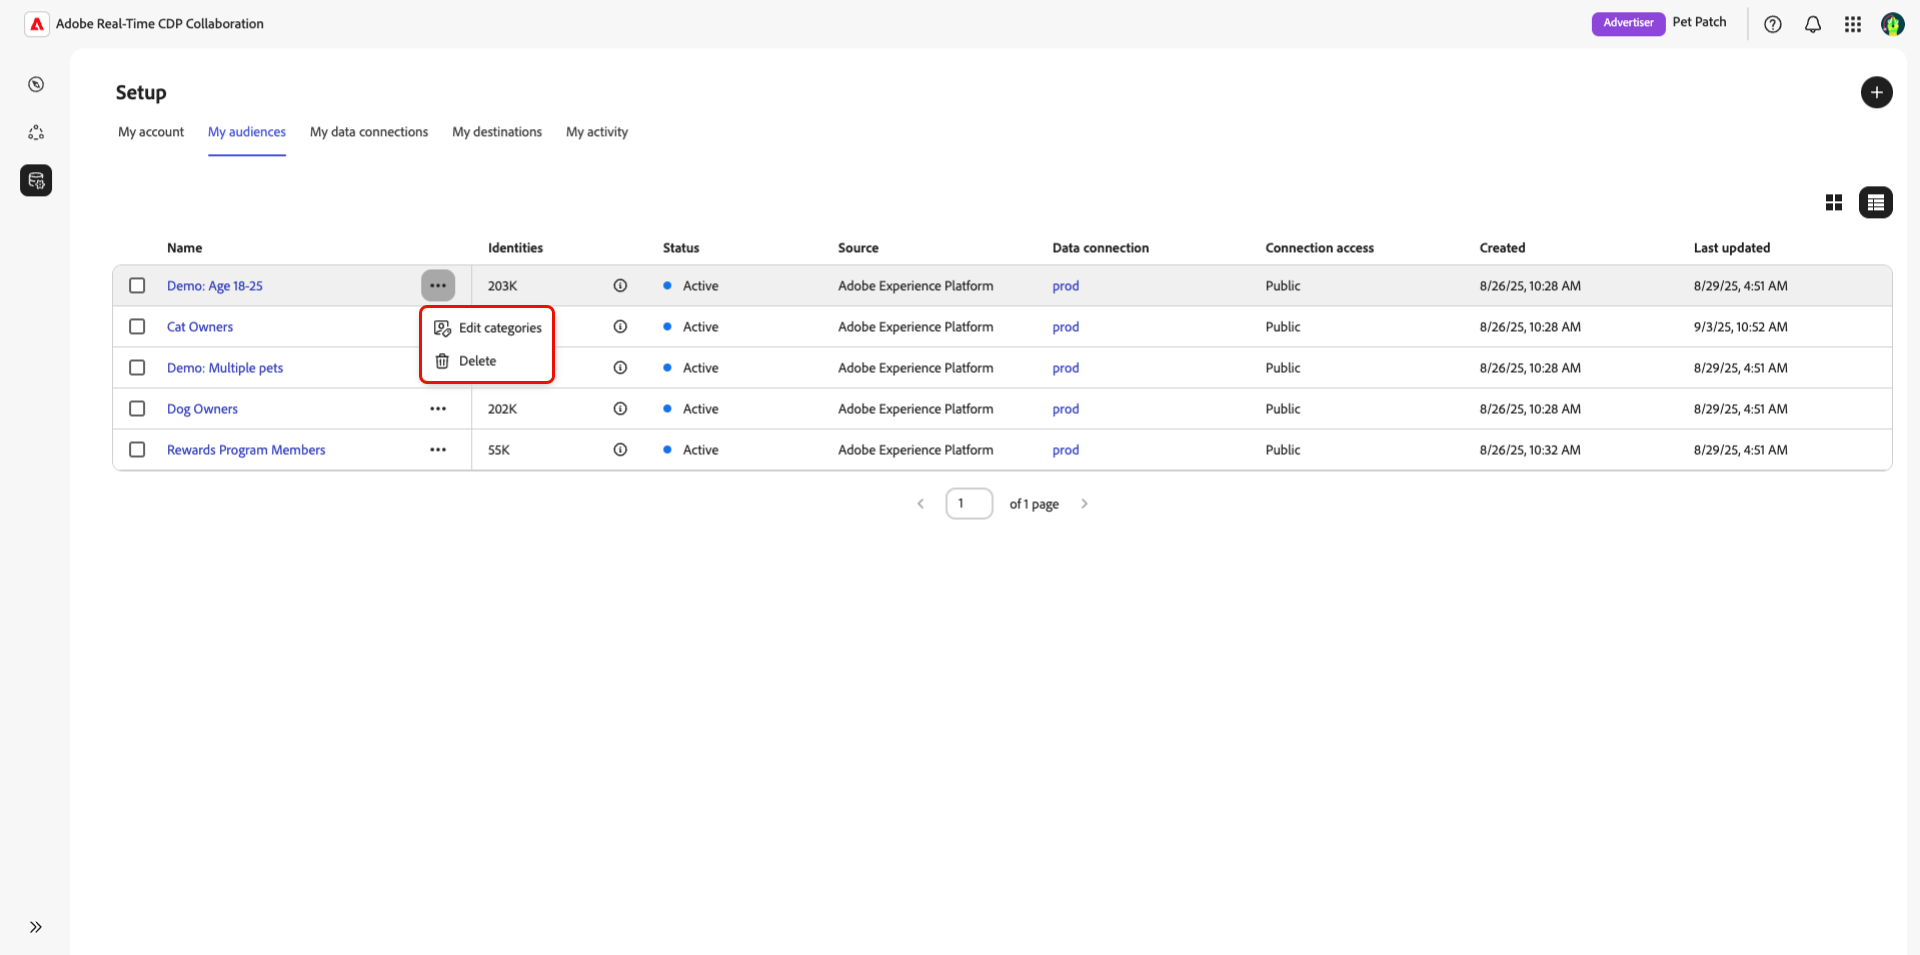 Adobe Real-Time CDP Collaboration
Advertiser Pet Patch
Setup
My account My audiences My data connections My destinations My activity
Name Identities Status Source Data connection Connection access Created Last updated
Demo: Age 18-25 203K Active Adobe Experience Platform prod Public 8/26/25, 10:28 AM 8/29/25, 4:51 AM
Cat Owners Edit categories Active Adobe Experience Platform prod Public 8/26/25, 10:28 AM 9/3/25, 10:52 AM
Demo: Multiple pets Delete Active Adobe Experience Platform prod Public 8/26/25, 10:28 AM 8/29/25, 4:51 AM
Dog Owners 202K Active Adobe Experience Platform prod Public 8/26/25, 10:28 AM 8/29/25, 4:51 AM
Rewards Program Members 55K Active Adobe Experience Platform prod Public 8/26/25, 10:32 AM 8/29/25, 4:51 AM
1 of 1 page